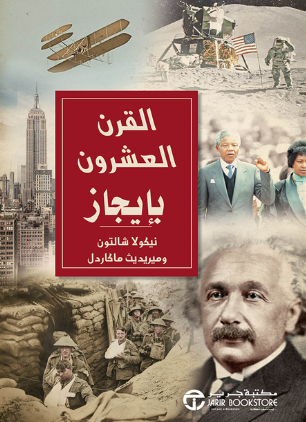 القرن
العشرون
بإيجاز
نيكولا شالتون
وميريديث ماكاردل
مكتبة جرير
JARIR BOOKSTORE